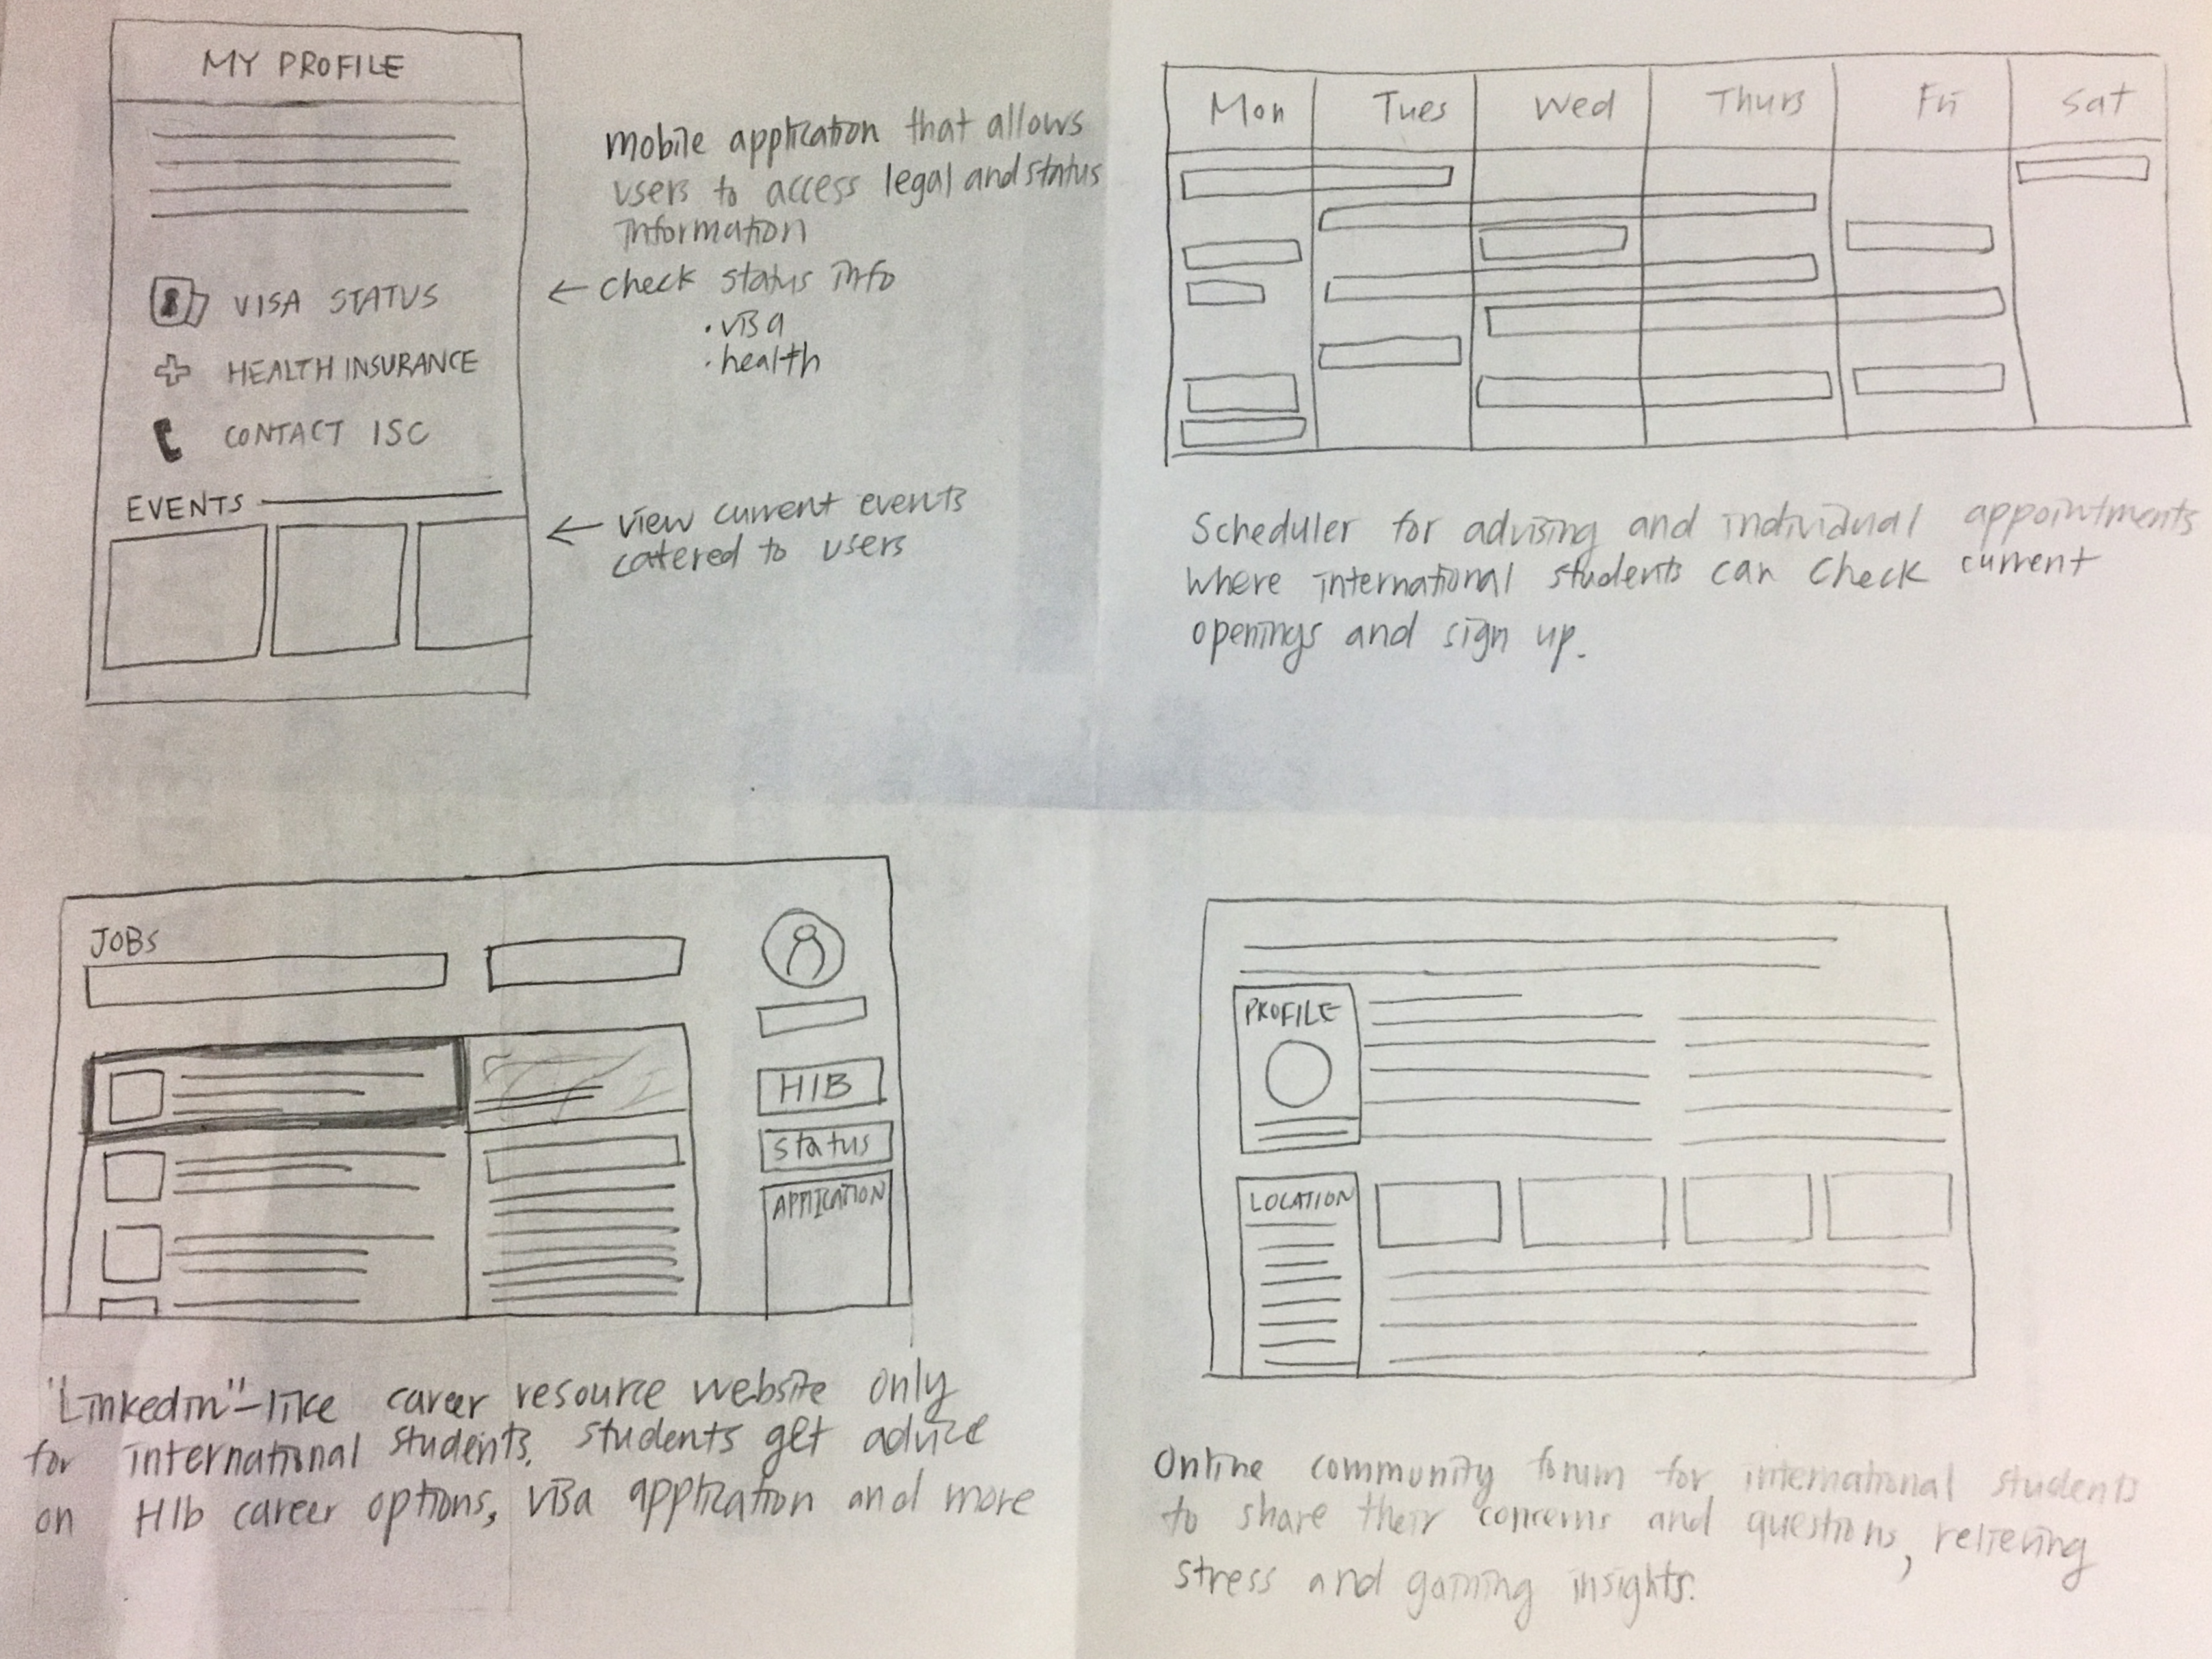 MY PROFILE
VISA STATUS
HEALTH INSURANCE
CONTACT ISC
EVENTS
mobile application that allows
users to access legal and status
information
← check status info
• visa
• health
← view current events
catered to users
Mon Tues Wed Thurs Fri Sat
Scheduler for advising and individual appointments
where international students can check current
openings and sign up.
JOBS
H1B
status
APPLICATION
"Linkedin"-like career resource website only
for international students. students get advice
on H1b career options, visa application and more
PROFILE
LOCATION
Online community forum for international students
to share their concerns and questions, relieving
stress and gaining insights.